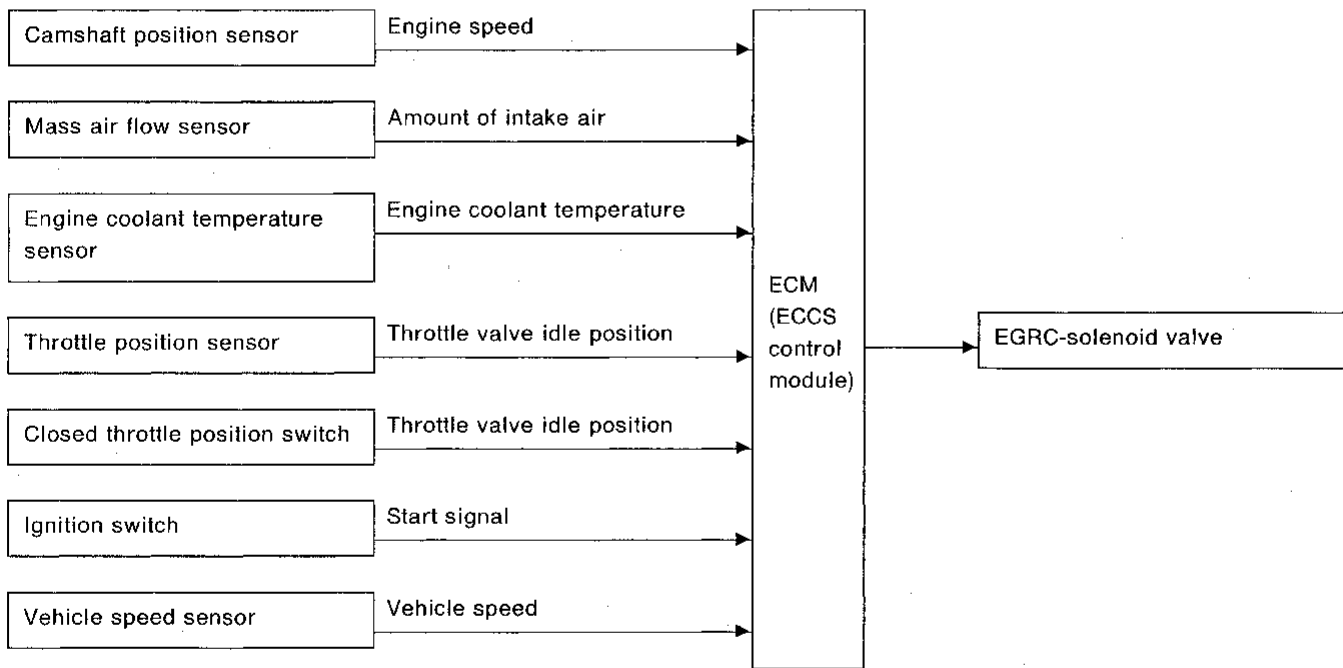 Camshaft position sensor
Engine speed
Mass air flow sensor
Amount of intake air
Engine coolant temperature
sensor
Engine coolant temperature
Throttle position sensor
Throttle valve idle position
Closed throttle position switch
Throttle valve idle position
Ignition switch
Start signal
Vehicle speed sensor
Vehicle speed
ECM
(ECCS
control
module)
EGRC-solenoid valve